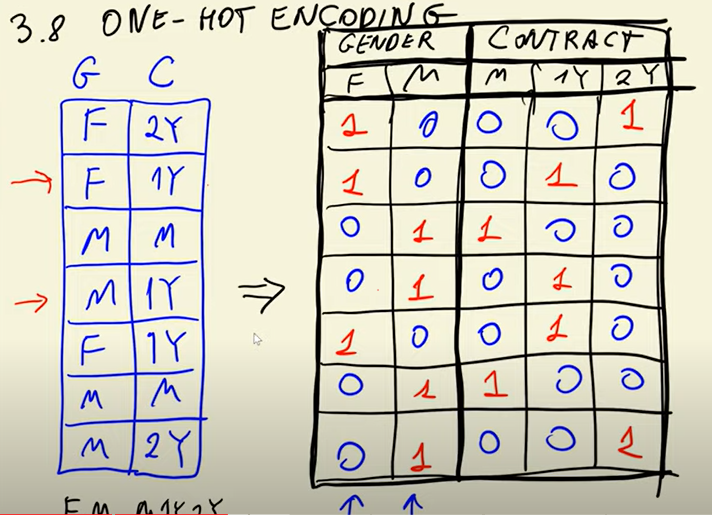 3.8 ONE-HOT ENCODING
G C
F 2Y
F 1Y
M M
M 1Y
F 1Y
M M
M 2Y
GENDER CONTRACT
F M M 1Y 2Y
1 0 0 0 1
1 0 0 1 0
0 1 1 0 0
0 1 0 1 0
1 0 0 1 0
0 1 1 0 0
0 1 0 0 1
F M M 1Y 2Y